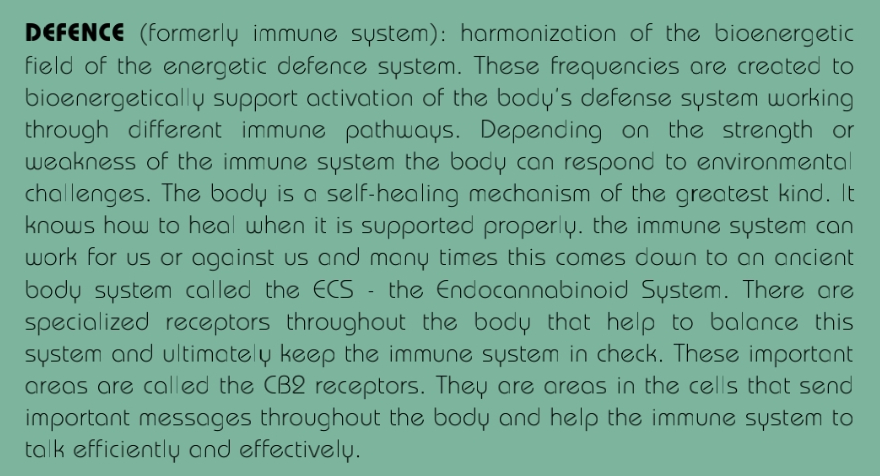 DEFENCE (formerly immune system): harmonization of the bioenergetic
field of the energetic defence system. These frequencies are created to
bioenergetically support activation of the body's defense system working
through different immune pathways. Depending on the strength or
weakness of the immune system the body can respond to environmental
challenges. The body is a self-healing mechanism of the greatest kind. It
knows how to heal when it is supported properly. the immune system can
work for us or against us and many times this comes down to an ancient
body system called the ECS - the Endocannabinoid System. There are
specialized receptors throughout the body that help to balance this
system and ultimately keep the immune system in check. These important
areas are called the CB2 receptors. They are areas in the cells that send
important messages throughout the body and help the immune system to
talk efficiently and effectively.